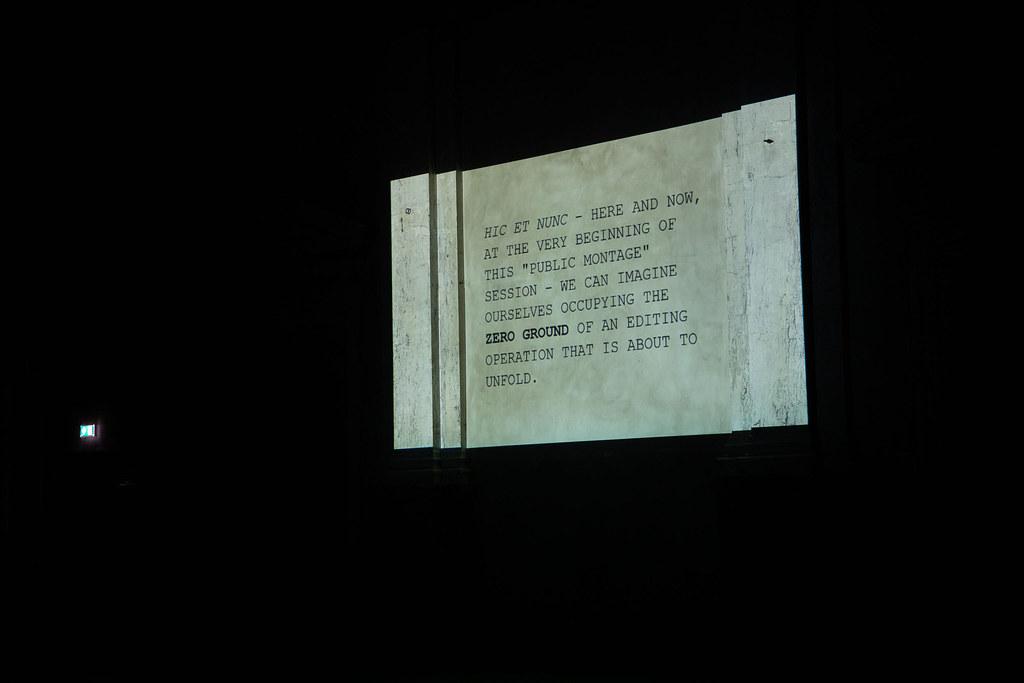 HIC ET NUNC - HERE AND NOW,
AT THE VERY BEGINNING OF
THIS "PUBLIC MONTAGE"
SESSION - WE CAN IMAGINE
OURSELVES OCCUPYING THE
ZERO GROUND OF AN EDITING
OPERATION THAT IS ABOUT TO
UNFOLD.